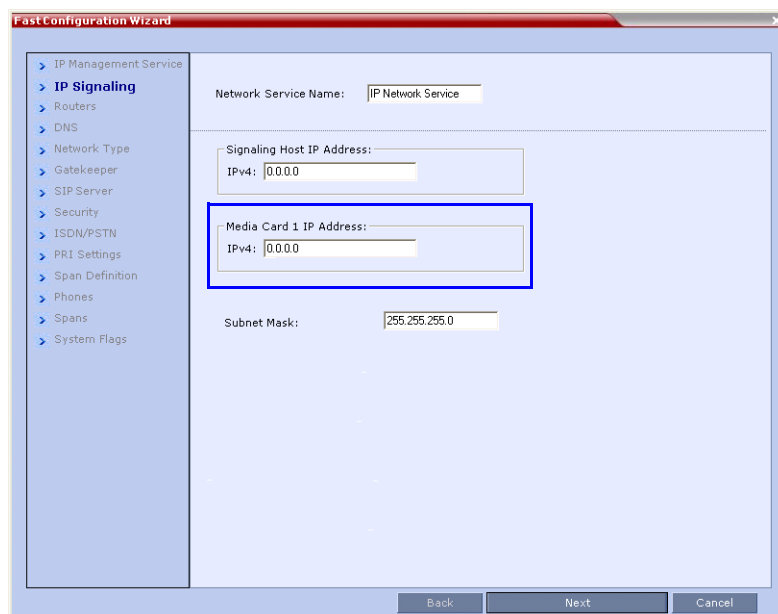 Fast Configuration Wizard
IP Management Service
IP Signaling
Routers
DNS
Network Type
Gatekeeper
SIP Server
Security
ISDN/PSTN
PRI Settings
Span Definition
Phones
Spans
System Flags
Network Service Name: IP Network Service
Signaling Host IP Address:
IPv4: 0.0.0.0
Media Card 1 IP Address:
IPv4: 0.0.0.0
Subnet Mask: 255.255.255.0
Back Next Cancel